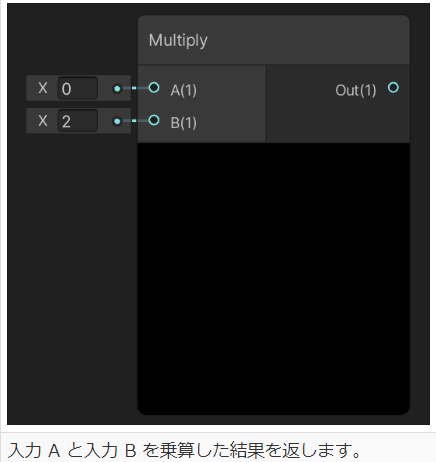 Multiply
X 0 A(1) Out(1)
X 2 B(1)
入力 A と入力 B を乗算した結果を返します。